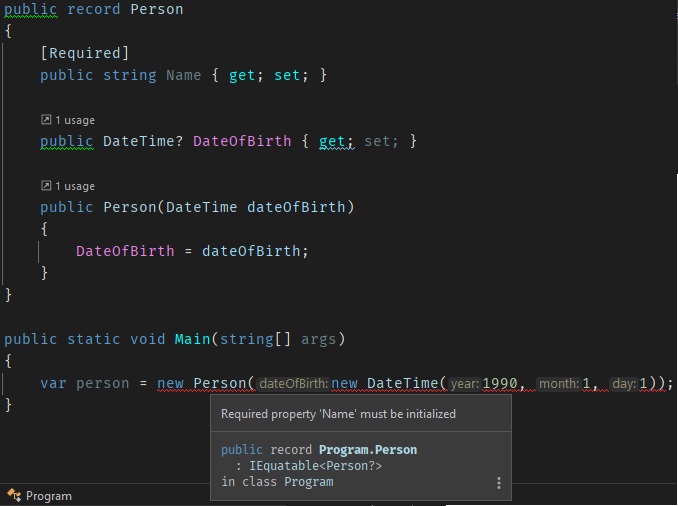 public record Person
{
[Required]
public string Name { get; set; }
1 usage
public DateTime? DateOfBirth { get; set; }
1 usage
public Person(DateTime dateOfBirth)
{
DateOfBirth = dateOfBirth;
}
}
public static void Main(string[] args)
{
var person = new Person( dateOfBirth: new DateTime( year: 1990, month: 1, day: 1));
}
Required property 'Name' must be initialized
public record Program.Person
: IEquatable<Person?>
in class Program
Program